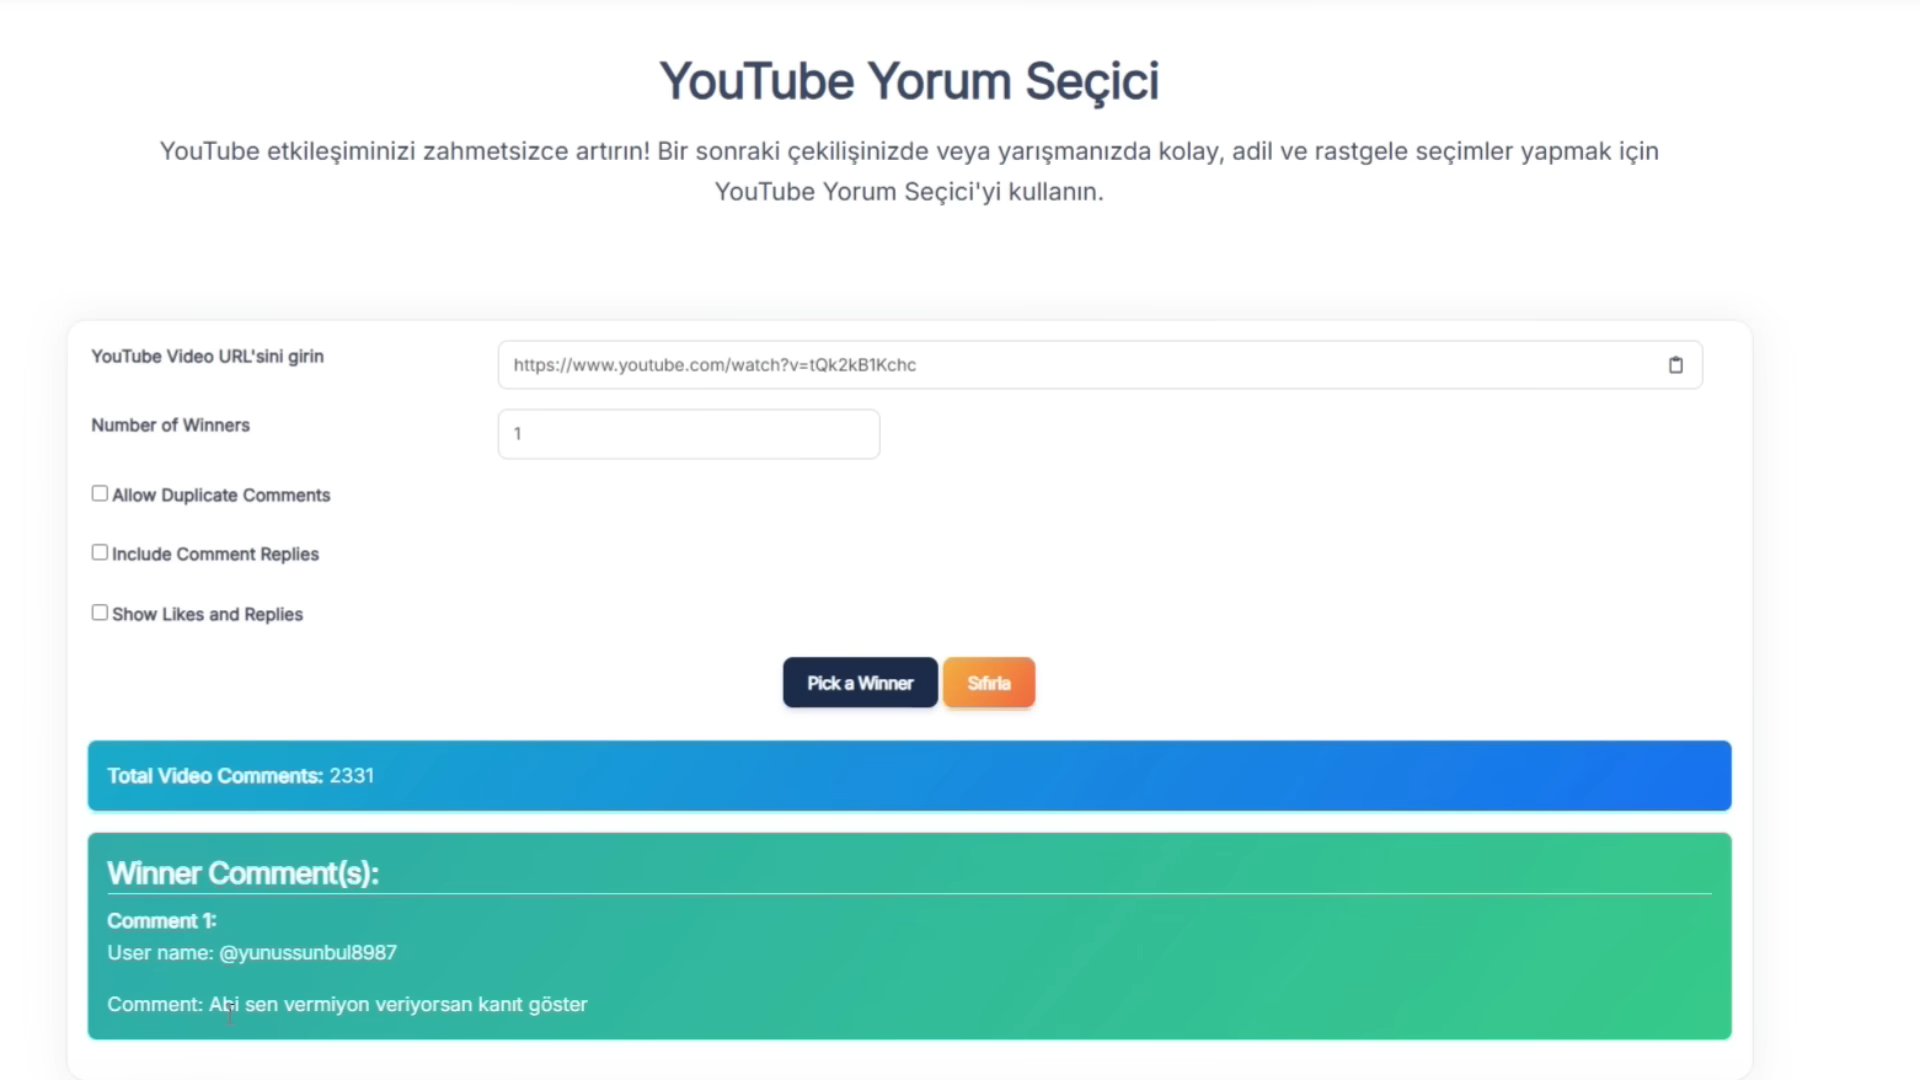 YouTube Yorum Seçici
YouTube etkileşiminizi zahmetsizce artırın! Bir sonraki çekilişinizde veya yarışmanızda kolay, adil ve rastgele seçimler yapmak için
YouTube Yorum Seçici'yi kullanın.
YouTube Video URL'sini girin
https://www.youtube.com/watch?v=tQk2kB1Kchc
Number of Winners
1
Allow Duplicate Comments
Include Comment Replies
Show Likes and Replies
Pick a Winner
Sıfırla
Total Video Comments: 2331
Winner Comment(s):
Comment 1:
User name: @yunussunbul8987
Comment: Abi sen vermiyon veriyorsan kanıt göster